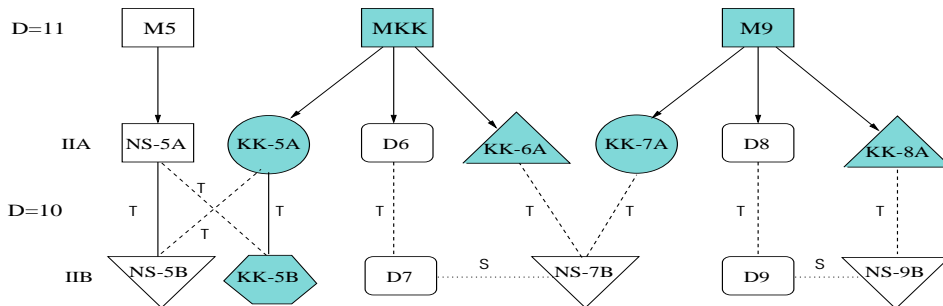 D=11 M5 MKK M9
IIA NS-5A KK-5A D6 KK-6A KK-7A D8 KK-8A
T
D=10 T T T T T T T
T
S S
IIB NS-5B KK-5B D7 NS-7B D9 NS-9B